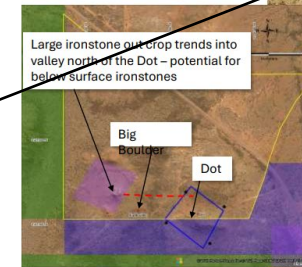 Large ironstone out crop trends into
valley north of the Dot – potential for
below surface ironstones
Big
Boulder
Dot